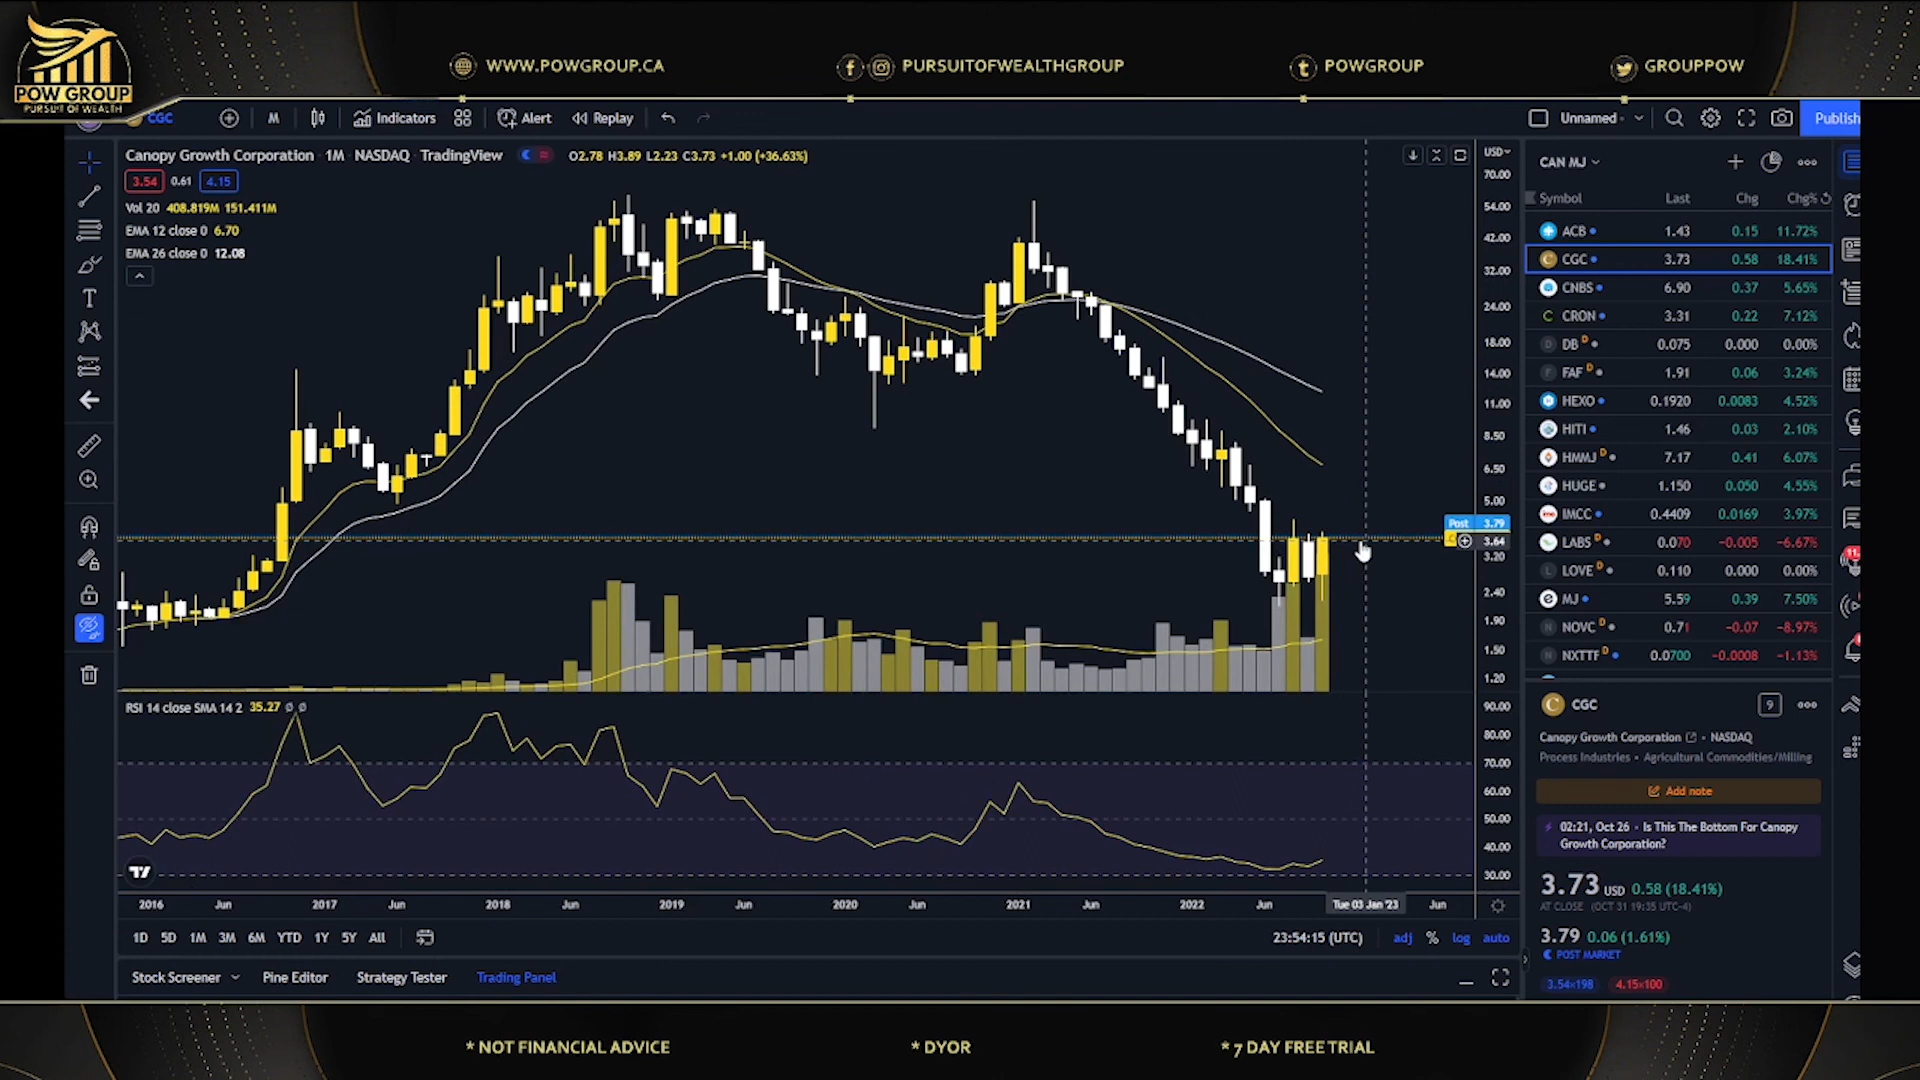 POW GROUP
PURSUIT OF WEALTH
WWW.POWGROUP.CA
PURSUITOFWEALTHGROUP
POWGROUP
GROUPPOW
CGC M Indicators Alert Replay Unnamed Publish
Canopy Growth Corporation · 1M · NASDAQ · TradingView O2.78 H3.89 L2.23 C3.73 +1.00 (+36.63%)
3.54 0.61 4.15
Vol 20 408.819M 151.411M
EMA 12 close 0 6.70
EMA 26 close 0 12.08
USD
70.00
54.00
42.00
32.00
24.00
18.00
14.00
11.00
8.50
6.50
5.00
Post 3.79
3.64
3.20
2.40
1.90
1.50
1.20
RSI 14 close SMA 14 2 35.27 ∅ ∅
90.00
80.00
70.00
60.00
50.00
40.00
30.00
2016 Jun 2017 Jun 2018 Jun 2019 Jun 2020 Jun 2021 Jun 2022 Jun Tue 03 Jan '23 Jun
1D 5D 1M 3M 6M YTD 1Y 5Y All 23:54:15 (UTC) adj % log auto
Stock Screener Pine Editor Strategy Tester Trading Panel
CAN MJ
Symbol Last Chg Chg%
ACB 1.43 0.15 11.72%
CGC 3.73 0.58 18.41%
CNBS 6.90 0.37 5.65%
CRON 3.31 0.22 7.12%
DB D 0.075 0.000 0.00%
FAF D 1.91 0.06 3.24%
HEXO 0.1920 0.0083 4.52%
HITI 1.46 0.03 2.10%
HMMJ D 7.17 0.41 6.07%
HUGE 1.150 0.050 4.55%
IMCC 0.4409 0.0169 3.97%
LABS D 0.070 −0.005 −6.67%
LOVE D 0.110 0.000 0.00%
MJ 5.59 0.39 7.50%
NOVC D 0.71 −0.07 −8.97%
NXTTF D 0.0700 −0.0008 −1.13%
CGC 9
Canopy Growth Corporation · NASDAQ
Process Industries · Agricultural Commodities/Milling
Add note
02:21, Oct 26 · Is This The Bottom For Canopy
Growth Corporation?
3.73 USD 0.58 (18.41%)
AT CLOSE (OCT 31 19:35 UTC-4)
3.79 0.06 (1.61%)
POST MARKET
3.54×198 4.15×100
* NOT FINANCIAL ADVICE
* DYOR
* 7 DAY FREE TRIAL